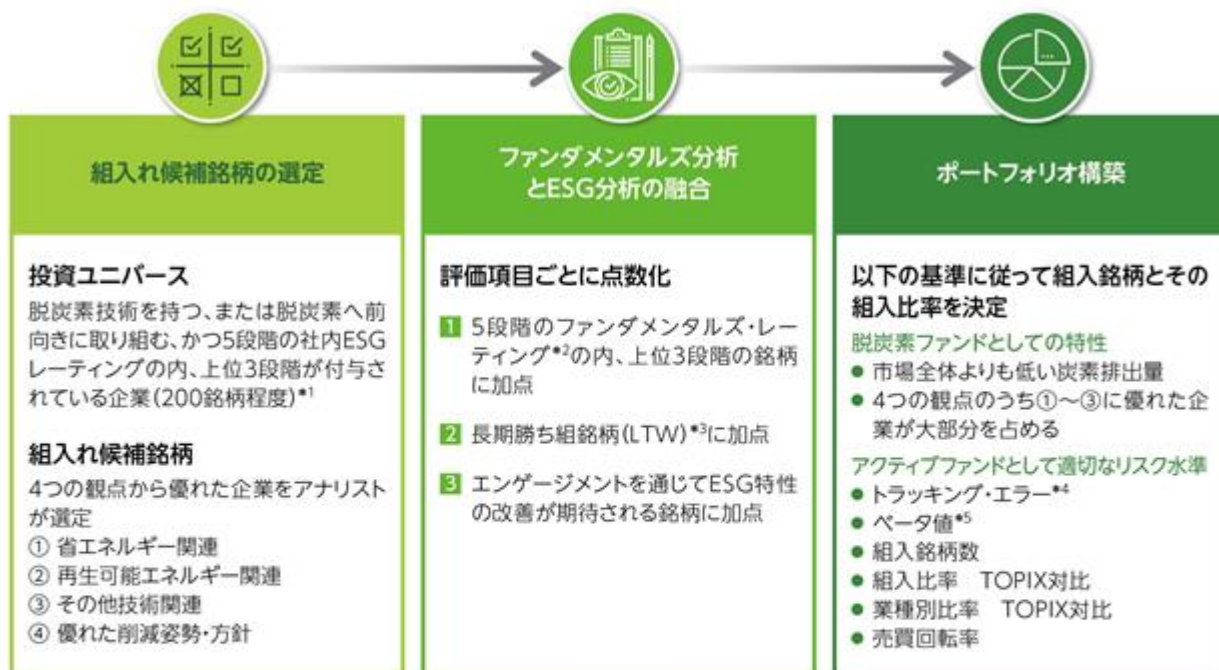 組入れ候補銘柄の選定
投資ユニバース
脱炭素技術を持つ、または脱炭素へ前
向きに取り組む、かつ5段階の社内ESG
レーティングの内、上位3段階が付与さ
れている企業(200銘柄程度)*1
組入れ候補銘柄
4つの観点から優れた企業をアナリスト
が選定
① 省エネルギー関連
② 再生可能エネルギー関連
③ その他技術関連
④ 優れた削減姿勢・方針
ファンダメンタルズ分析
とESG分析の融合
評価項目ごとに点数化
1 5段階のファンダメンタルズ・レー
ティング*2の内、上位3段階の銘柄
に加点
2 長期勝ち組銘柄(LTW)*3に加点
3 エンゲージメントを通じてESG特性
の改善が期待される銘柄に加点
ポートフォリオ構築
以下の基準に従って組入銘柄とその
組入比率を決定
脱炭素ファンドとしての特性
● 市場全体よりも低い炭素排出量
● 4つの観点のうち①～③に優れた企
業が大部分を占める
アクティブファンドとして適切なリスク水準
● トラッキング・エラー*4
● ベータ値*5
● 組入銘柄数
● 組入比率 TOPIX対比
● 業種別比率 TOPIX対比
● 売買回転率